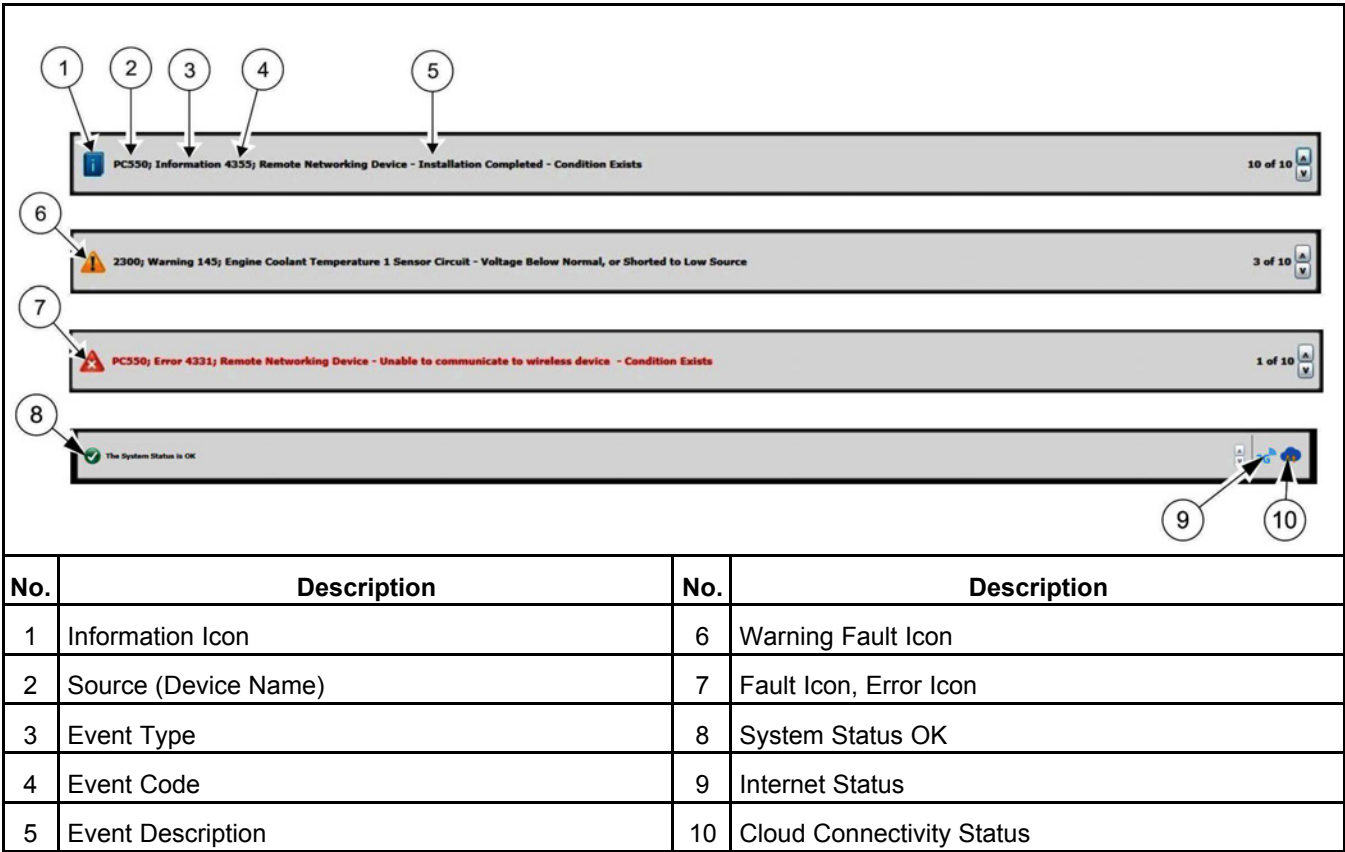 1 2 3 4 5
PC550; Information 4355; Remote Networking Device - Installation Completed - Condition Exists 10 of 10
6
2300; Warning 145; Engine Coolant Temperature 1 Sensor Circuit - Voltage Below Normal, or Shorted to Low Source 3 of 10
7
PC550; Error 4331; Remote Networking Device - Unable to communicate to wireless device - Condition Exists 1 of 10
8
The System Status is OK
9 10
No. Description No. Description
1 Information Icon 6 Warning Fault Icon
2 Source (Device Name) 7 Fault Icon, Error Icon
3 Event Type 8 System Status OK
4 Event Code 9 Internet Status
5 Event Description 10 Cloud Connectivity Status